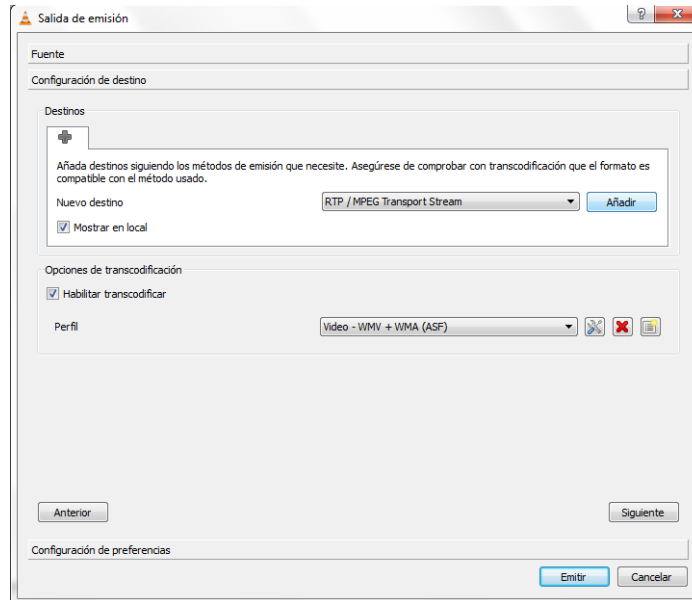 Salida de emisión
Fuente
Configuración de destino
Destinos
Añada destinos siguiendo los métodos de emisión que necesite. Asegúrese de comprobar con transcodificación que el formato es
compatible con el método usado.
Nuevo destino
RTP / MPEG Transport Stream
Añadir
Mostrar en local
Opciones de transcodificación
Habilitar transcodificar
Perfil
Video - WMV + WMA (ASF)
Anterior
Siguiente
Configuración de preferencias
Emitir
Cancelar